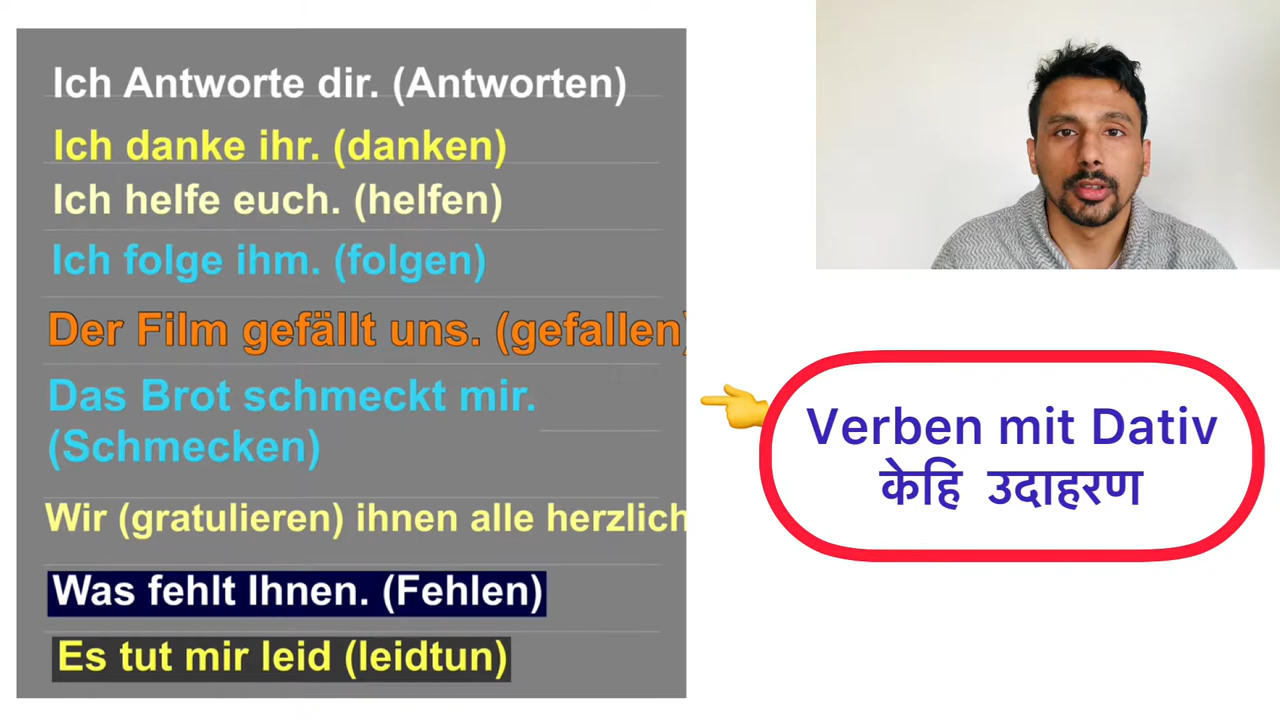 Ich Antworte dir. (Antworten)
Ich danke ihr. (danken)
Ich helfe euch. (helfen)
Ich folge ihm. (folgen)
Der Film gefällt uns. (gefallen)
Das Brot schmeckt mir.
(Schmecken)
Wir (gratulieren) ihnen alle herzlich
Was fehlt Ihnen. (Fehlen)
Es tut mir leid (leidtun)
Verben mit Dativ
केहि उदाहरण